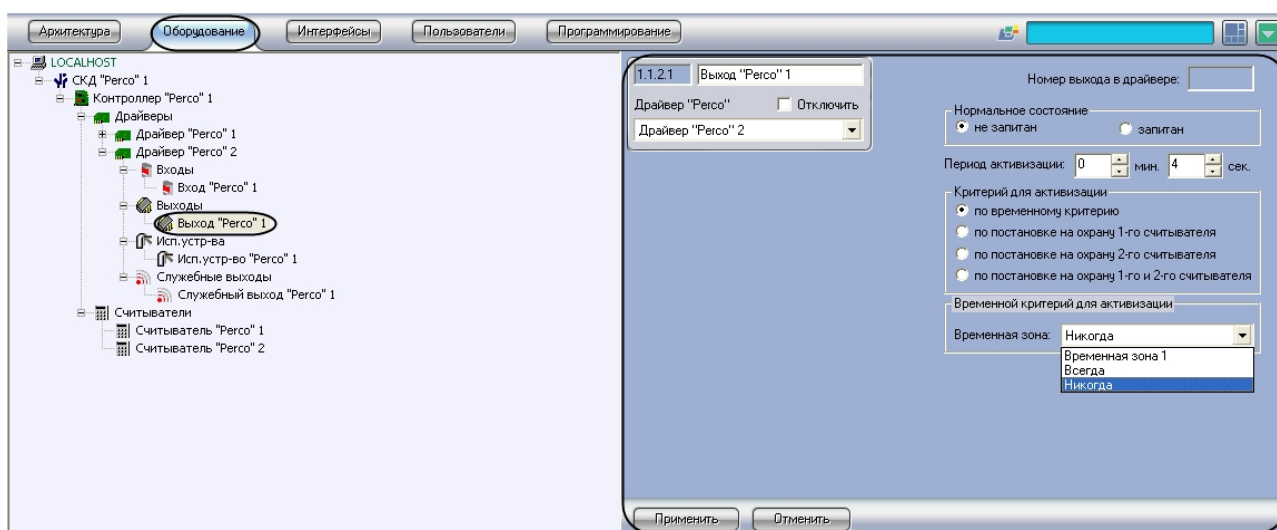 Архитектура Оборудование Интерфейсы Пользователи Программирование
LOCALHOST
СКД "Perco" 1
Контроллер "Perco" 1
Драйверы
Драйвер "Perco" 1
Драйвер "Perco" 2
Входы
Вход "Perco" 1
Выходы
Выход "Perco" 1
Исп.устр-ва
Исп.устр-во "Perco" 1
Служебные выходы
Служебный выход "Perco" 1
Считыватели
Считыватель "Perco" 1
Считыватель "Perco" 2
1.1.2.1 Выход "Perco" 1
Драйвер "Perco" Отключить
Драйвер "Perco" 2
Номер выхода в драйвере:
Нормальное состояние
не запитан запитан
Период активизации: 0 мин. 4 сек.
Критерий для активизации
по временному критерию
по постановке на охрану 1-го считывателя
по постановке на охрану 2-го считывателя
по постановке на охрану 1-го и 2-го считывателя
Временной критерий для активизации
Временная зона: Никогда
Временная зона 1
Всегда
Никогда
Применить Отменить